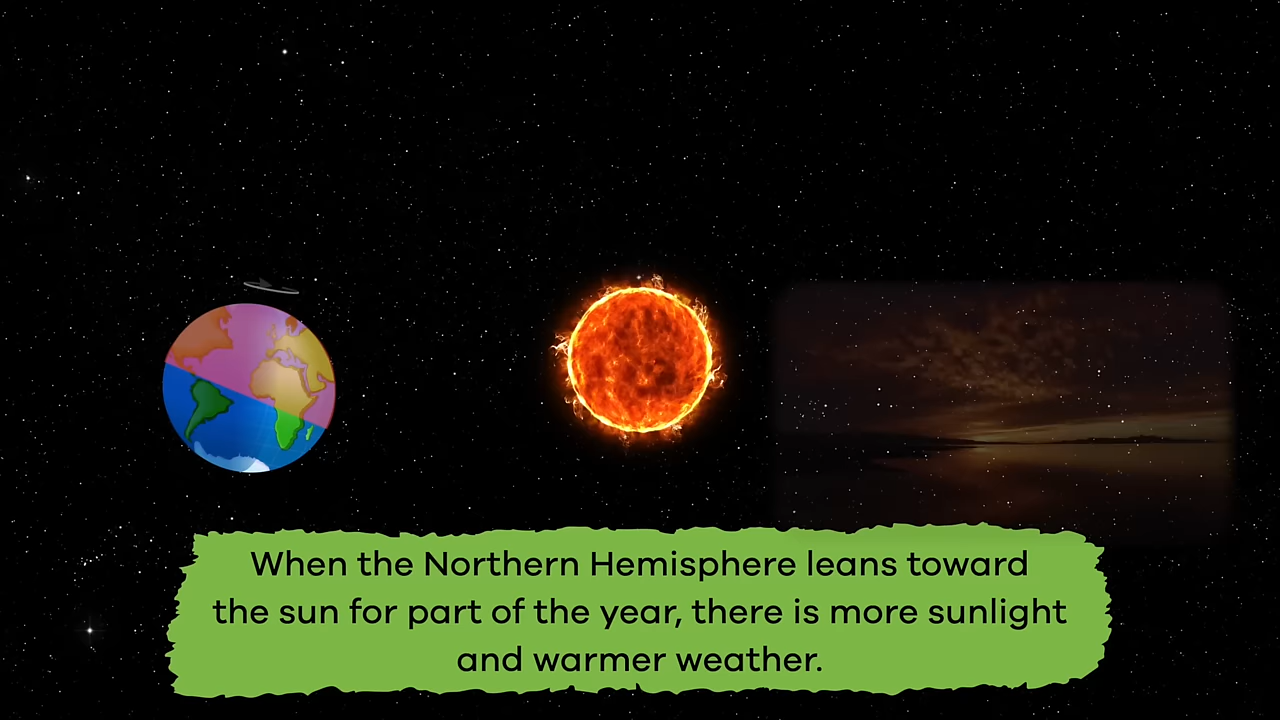 When the Northern Hemisphere leans toward
the sun for part of the year, there is more sunlight
and warmer weather.